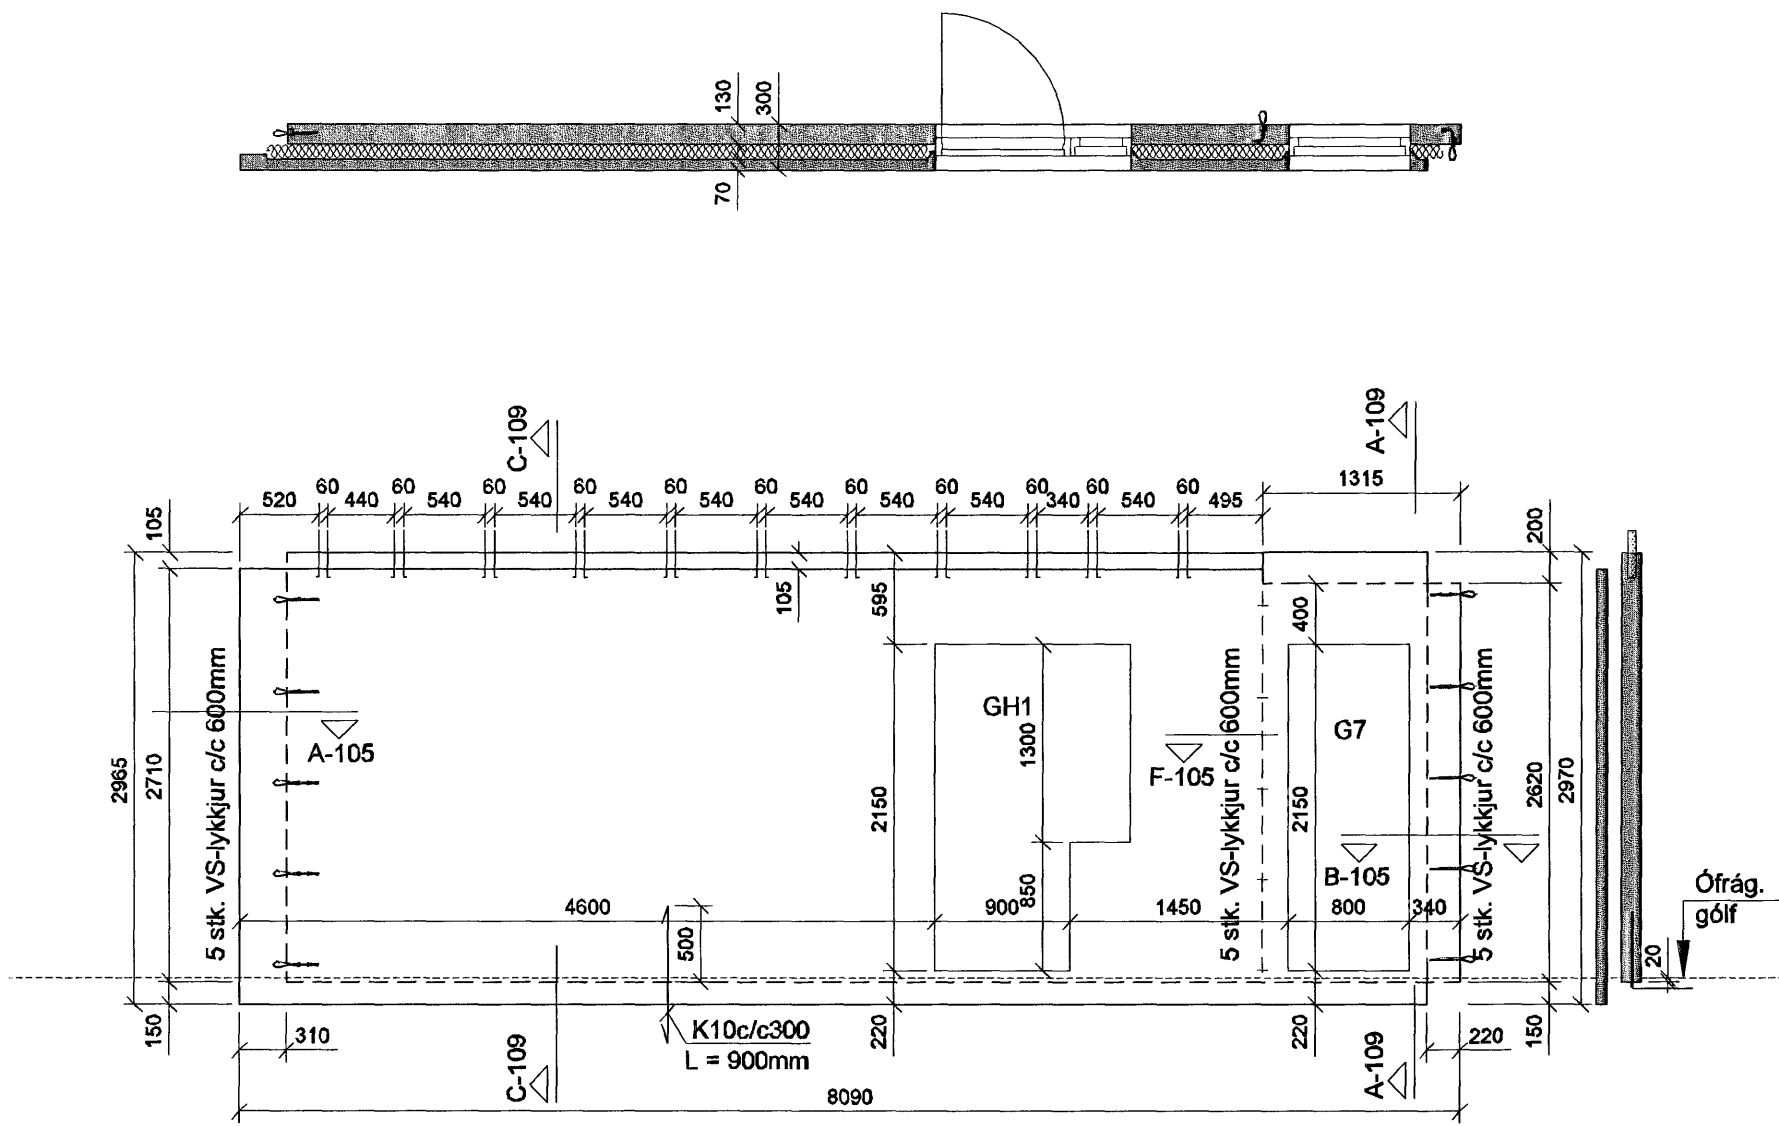 130
300
70
C-109
A-109
1315
60 60 60 60 60 60 60 60 60 60 60
520 440 540 540 540 540 540 540 540 340 540 495
105
200
105
595
400
5 stk. VS-lykkjur c/c 600mm
GH1
1300
5 stk. VS-lykkjur c/c 600mm
G7
5 stk. VS-lykkjur c/c 600mm
A-105
F-105
2965
2710
2150
2150
2620
2970
B-105
850
4600
900
1450
800
340
500
Ófrág.
gólf
20
150
310
K10c/c300
L = 900mm
220
220
220
150
C-109
A-109
8090